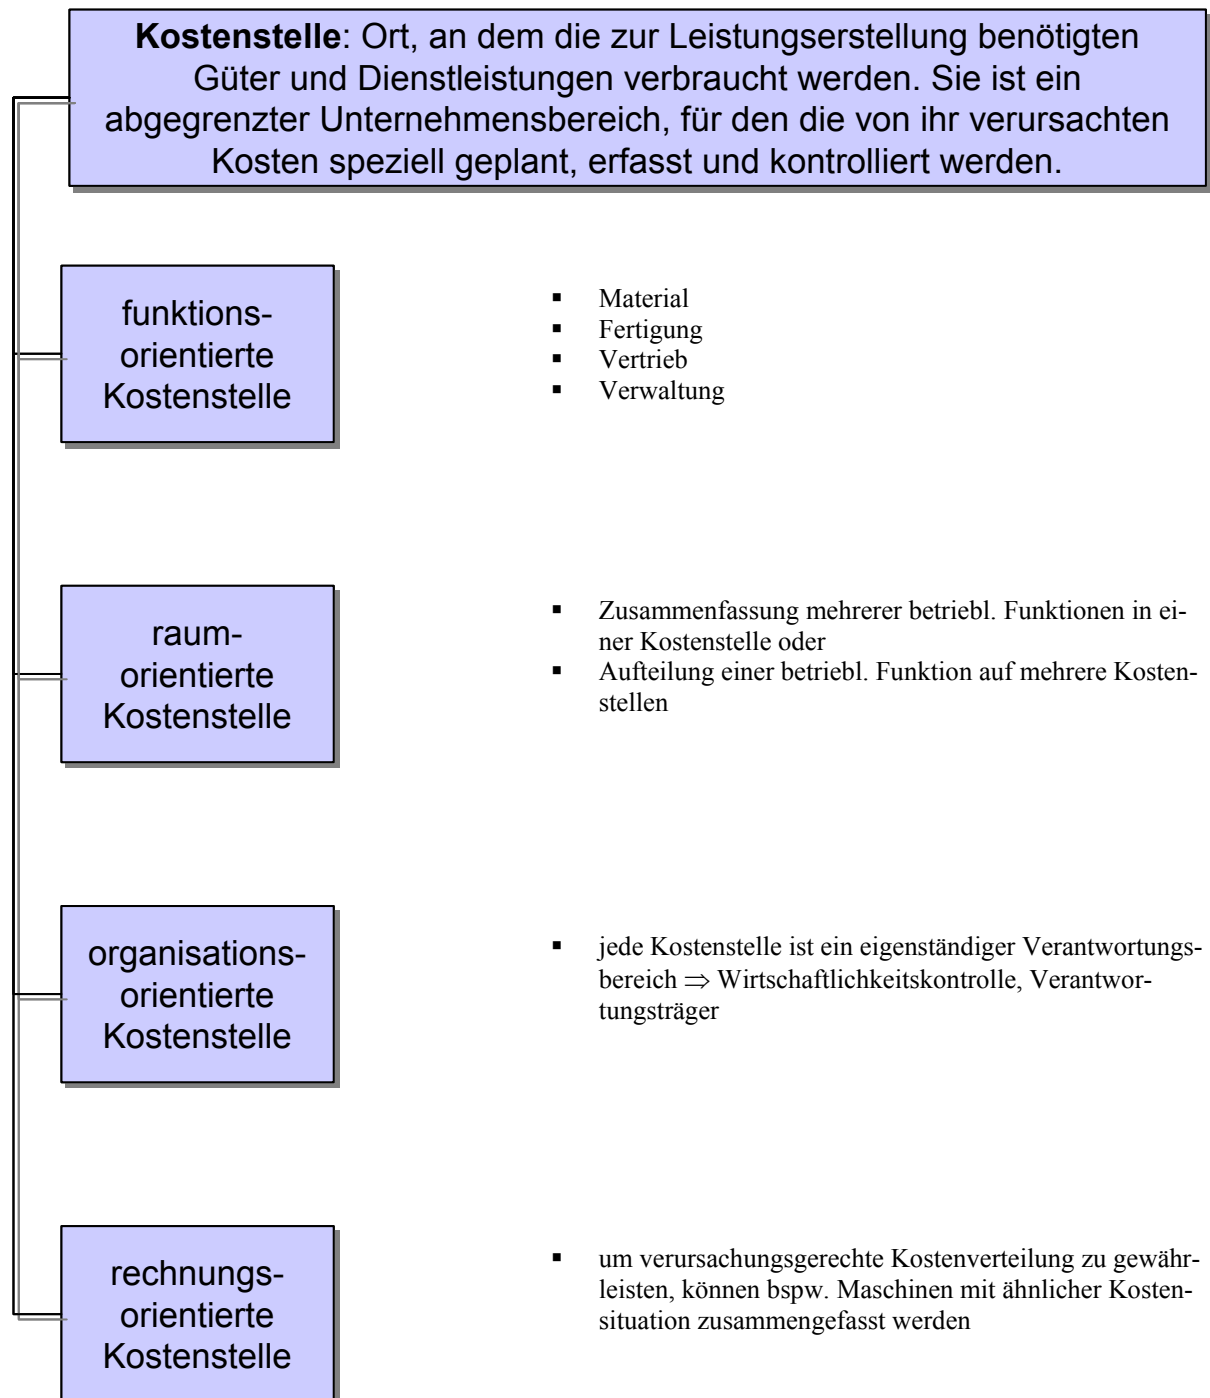 Kostenstelle: Ort, an dem die zur Leistungserstellung benötigten
Güter und Dienstleistungen verbraucht werden. Sie ist ein
abgegrenzter Unternehmensbereich, für den die von ihr verursachten
Kosten speziell geplant, erfasst und kontrolliert werden.
funktions-
orientierte
Kostenstelle
▪ Material
▪ Fertigung
▪ Vertrieb
▪ Verwaltung
raum-
orientierte
Kostenstelle
▪ Zusammenfassung mehrerer betriebl. Funktionen in ei-
ner Kostenstelle oder
▪ Aufteilung einer betriebl. Funktion auf mehrere Kosten-
stellen
organisations-
orientierte
Kostenstelle
▪ jede Kostenstelle ist ein eigenständiger Verantwortungs-
bereich ⇒ Wirtschaftlichkeitskontrolle, Verantwor-
tungsträger
rechnungs-
orientierte
Kostenstelle
▪ um verursachungsgerechte Kostenverteilung zu gewähr-
leisten, können bspw. Maschinen mit ähnlicher Kosten-
situation zusammengefasst werden